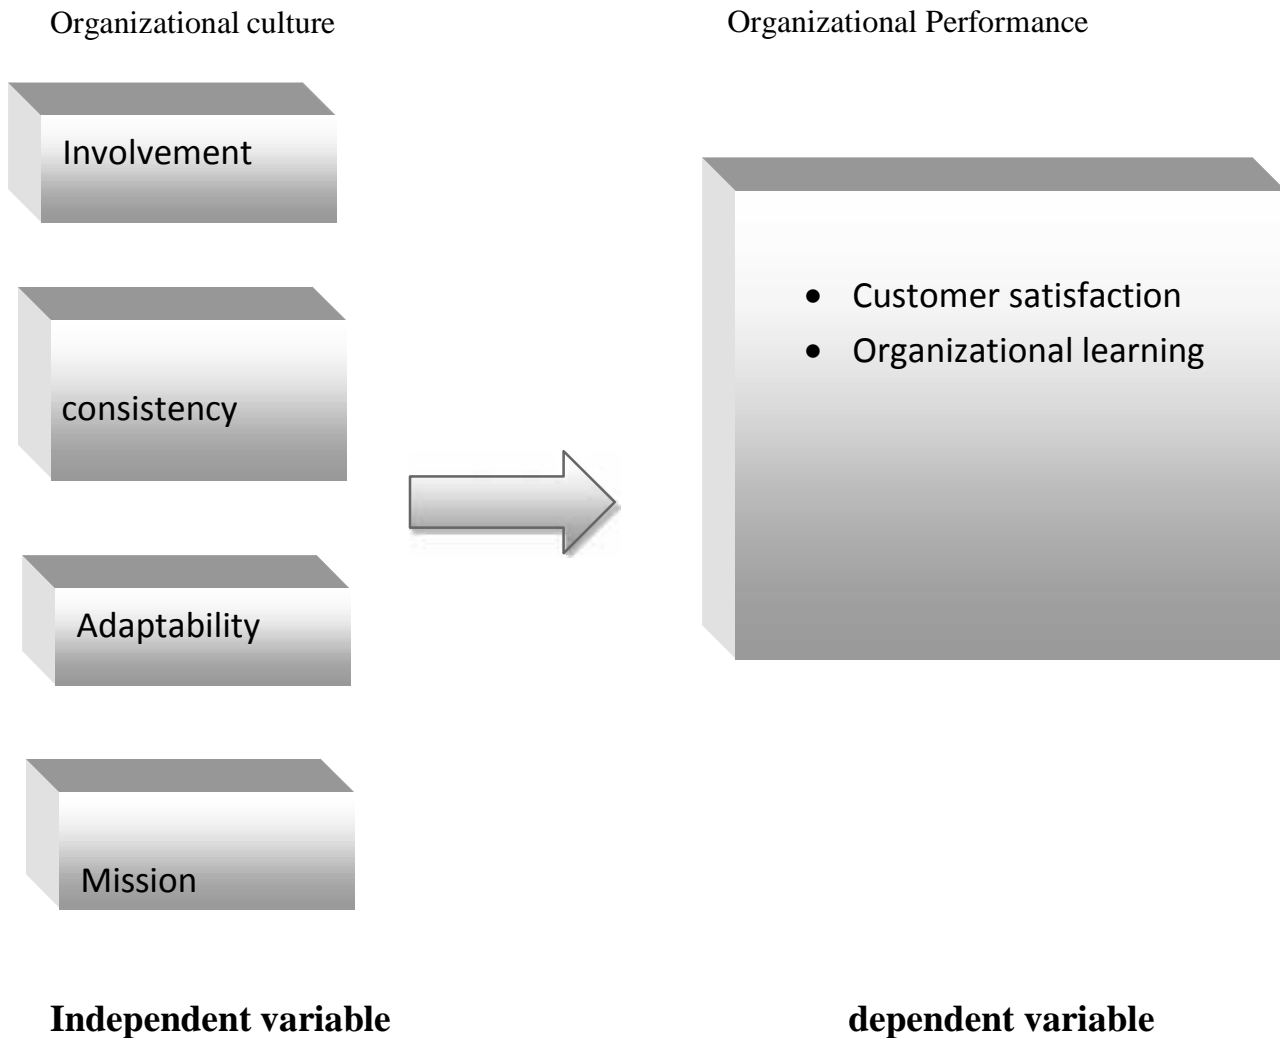 Organizational culture
Organizational Performance
Involvement
consistency
Adaptability
Mission
• Customer satisfaction
• Organizational learning
Independent variable
dependent variable